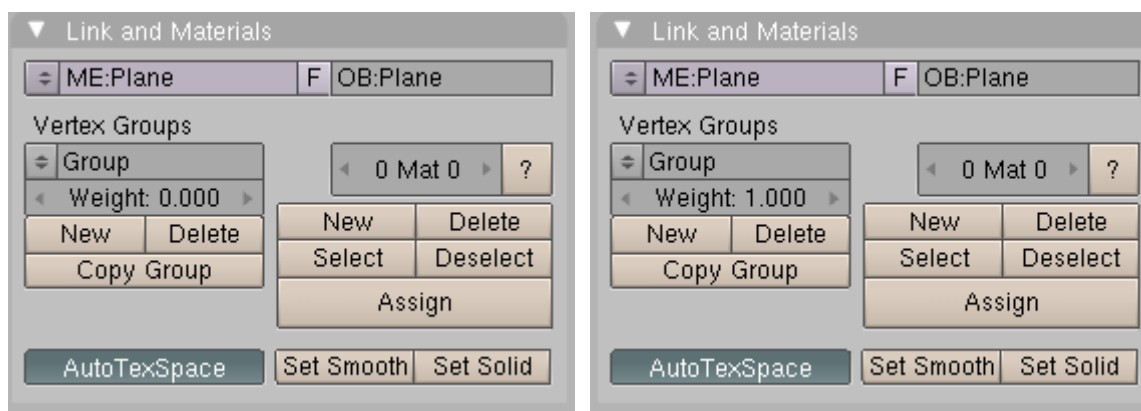 Link and Materials
ME:Plane F OB:Plane
Vertex Groups
Group
0 Mat 0 ?
Weight: 0.000
New Delete
New Delete
Copy Group
Select Deselect
Assign
AutoTexSpace Set Smooth Set Solid
Link and Materials
ME:Plane F OB:Plane
Vertex Groups
Group
0 Mat 0 ?
Weight: 1.000
New Delete
New Delete
Copy Group
Select Deselect
Assign
AutoTexSpace Set Smooth Set Solid